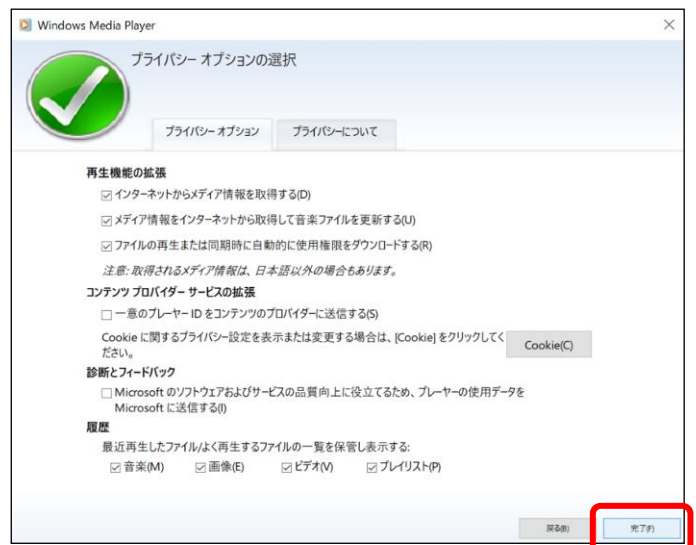 Windows Media Player
プライバシー オプションの選択
プライバシー オプション　プライバシーについて
再生機能の拡張
インターネットからメディア情報を取得する(D)
メディア情報をインターネットから取得して音楽ファイルを更新する(U)
ファイルの再生または同期時に自動的に使用権限をダウンロードする(R)
注意: 取得されるメディア情報は、日本語以外の場合もあります。
コンテンツ プロバイダー サービスの拡張
一意のプレーヤー ID をコンテンツのプロバイダーに送信する(S)
Cookie に関するプライバシー設定を表示または変更する場合は、[Cookie] をクリックしてく
ださい。
Cookie(C)
診断とフィードバック
Microsoft のソフトウェアおよびサービスの品質向上に役立てるため、プレーヤーの使用データを
Microsoft に送信する(I)
履歴
最近再生したファイル/よく再生するファイルの一覧を保管し表示する:
音楽(M)　画像(E)　ビデオ(V)　プレイリスト(P)
戻る(B)　完了(F)